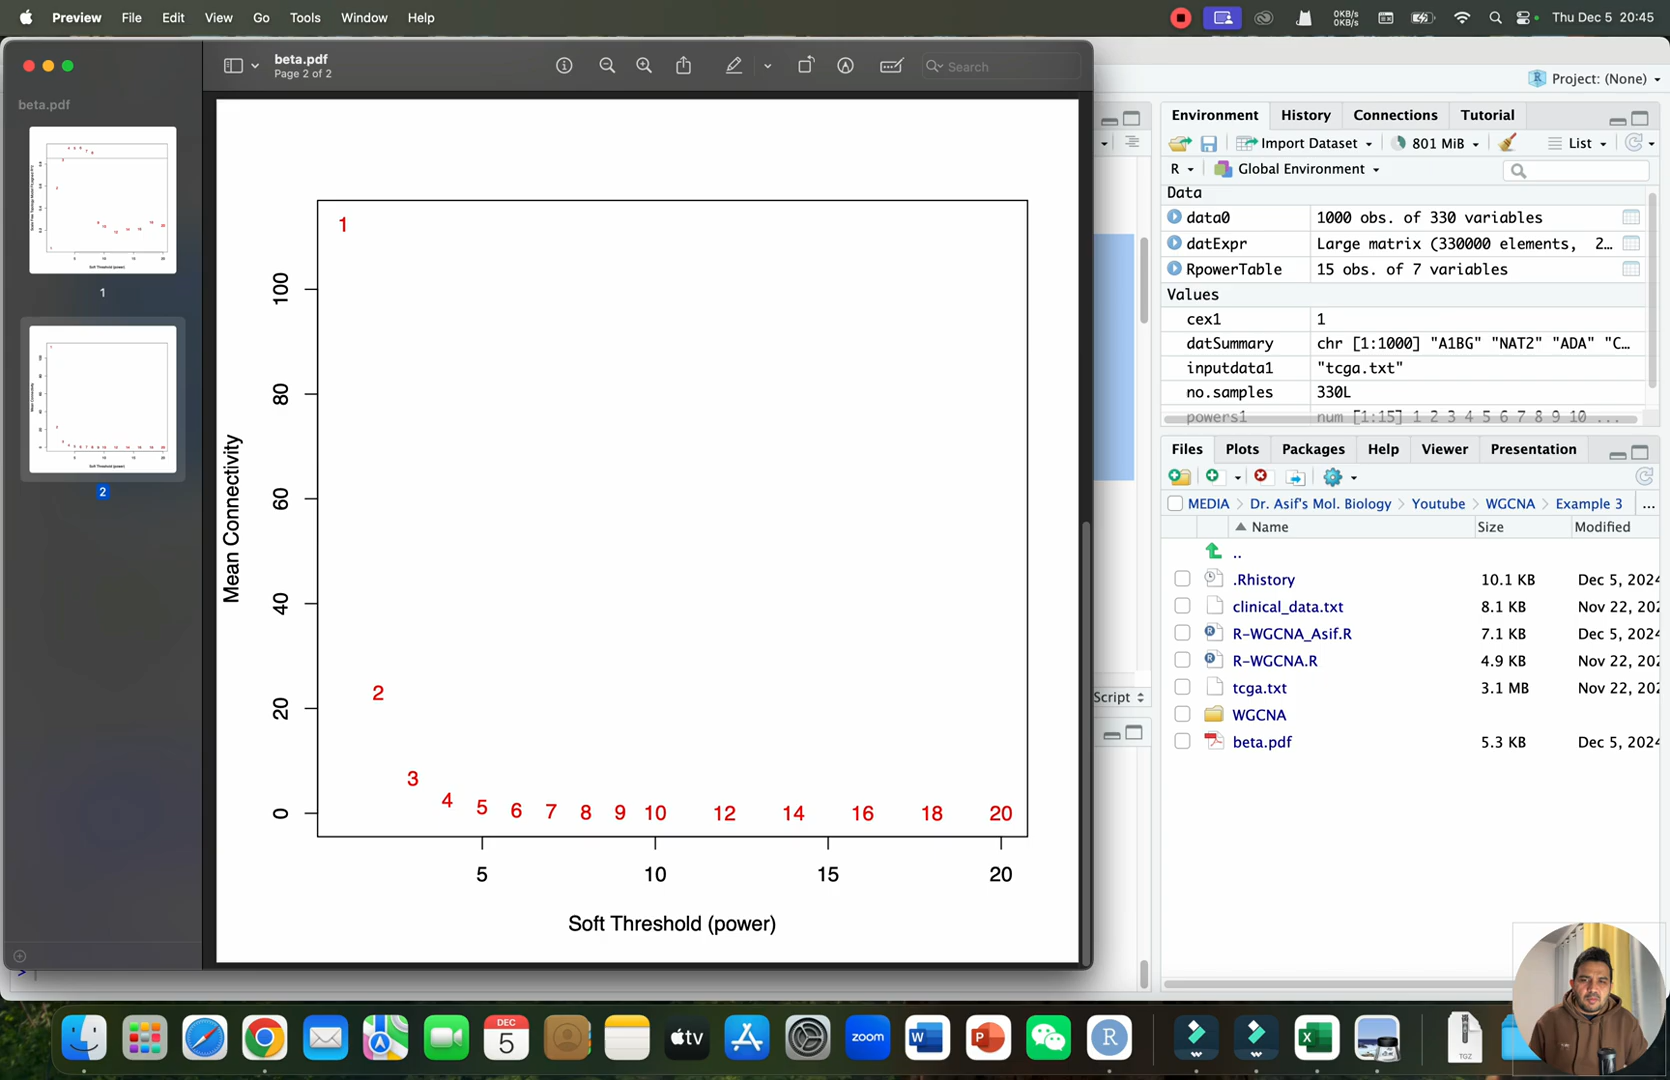 Preview File Edit View Go Tools Window Help
0KB/s
0KB/s
Thu Dec 5 20:45
beta.pdf
Page 2 of 2
Search
beta.pdf
1
2
Mean Connectivity
100
80
60
40
20
0
1
2
3
4
5 6 7 8 9 10 12 14 16 18 20
5 10 15 20
Soft Threshold (power)
Script
>
Project: (None)
Environment History Connections Tutorial
Import Dataset 801 MiB List
R Global Environment
Data
data0 1000 obs. of 330 variables
datExpr Large matrix (330000 elements, 2…
RpowerTable 15 obs. of 7 variables
Values
cex1 1
datSummary chr [1:1000] "A1BG" "NAT2" "ADA" "C…
inputdata1 "tcga.txt"
no.samples 330L
powers1 num [1:15] 1 2 3 4 5 6 7 8 9 10 ...
Files Plots Packages Help Viewer Presentation
MEDIA > Dr. Asif's Mol. Biology > Youtube > WGCNA > Example 3 ...
Name Size Modified
..
.Rhistory 10.1 KB Dec 5, 2024
clinical_data.txt 8.1 KB Nov 22, 202
R-WGCNA_Asif.R 7.1 KB Dec 5, 2024
R-WGCNA.R 4.9 KB Nov 22, 202
tcga.txt 3.1 MB Nov 22, 202
WGCNA
beta.pdf 5.3 KB Dec 5, 2024
DEC
5
tv
zoom
W
P
R
X
TGZ